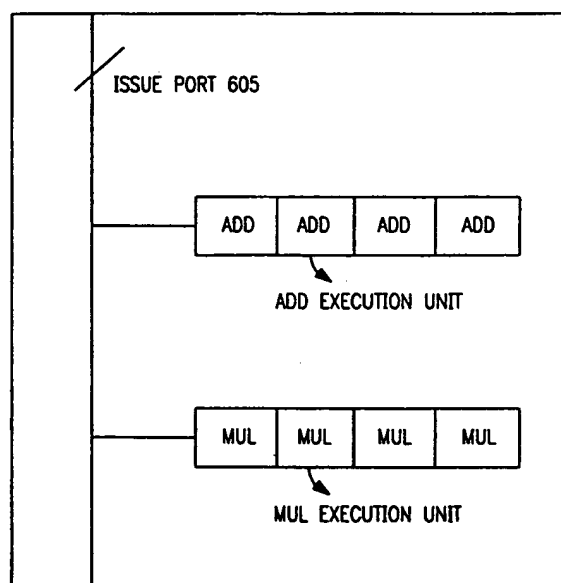 ISSUE PORT 605
ADD ADD ADD ADD
ADD EXECUTION UNIT
MUL MUL MUL MUL
MUL EXECUTION UNIT